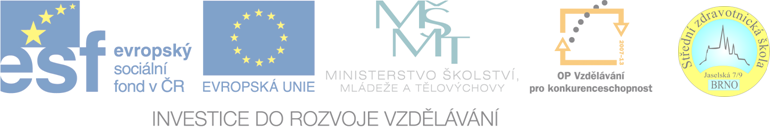 esf evropský
sociální
fond v ČR
EVROPSKÁ UNIE
MŠMT
MINISTERSTVO ŠKOLSTVÍ,
MLÁDEŽE A TĚLOVÝCHOVY
2007-13
OP Vzdělávání
pro konkurenceschopnost
Střední zdravotnická škola
Jaselská 7/9
BRNO
INVESTICE DO ROZVOJE VZDĚLÁVÁNÍ